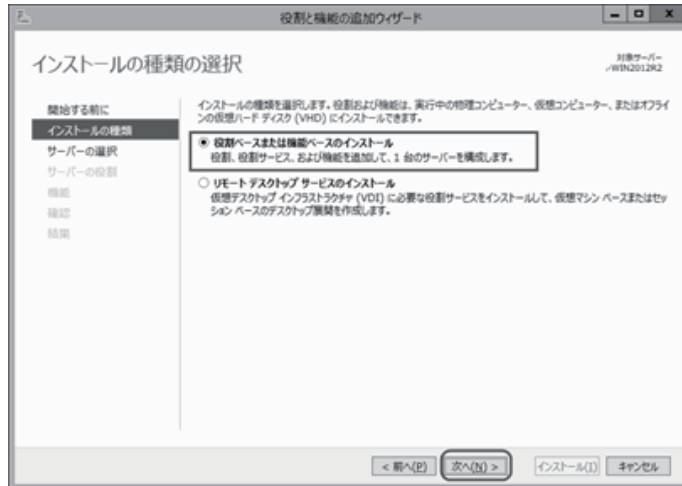 役割と機能の追加ウィザード
インストールの種類の選択
対象サーバー
WIN2012R2
開始する前に
インストールの種類
サーバーの選択
サーバーの役割
機能
確認
結果
インストールの種類を選択します。役割および機能は、実行中の物理コンピューター、仮想コンピューター、またはオフライ
ンの仮想ハード ディスク (VHD) にインストールできます。
役割ベースまたは機能ベースのインストール
役割、役割サービス、および機能を追加して、1 台のサーバーを構成します。
リモート デスクトップ サービスのインストール
仮想デスクトップ インフラストラクチャ (VDI) に必要な役割サービスをインストールして、仮想マシン ベースまたはセッ
ション ベースのデスクトップ展開を作成します。
< 前へ(P) 次へ(N) > インストール(I) キャンセル